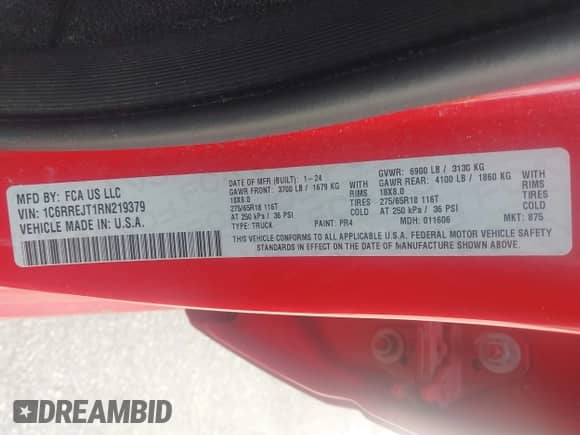 MFD BY: FCA US LLC
VIN: 1C6RREJT1RN219379
VEHICLE MADE IN: U.S.A.
DATE OF MFR (BUILT): 1-24
GAWR FRONT: 3700 LB / 1679 KG WITH
18X8.0 RIMS
275/65R18 116T TIRES
AT 250 kPa / 36 PSI COLD
TYPE: TRUCK PAINT: PR4
GVWR: 6900 LB / 3130 KG
GAWR REAR: 4100 LB / 1860 KG WITH
18X8.0 RIMS
275/65R18 116T TIRES
AT 250 kPa / 36 PSI COLD
MDH: 011606 MKT: 875
THIS VEHICLE CONFORMS TO ALL APPLICABLE U.S.A. FEDERAL MOTOR VEHICLE SAFETY
STANDARDS IN EFFECT ON THE DATE OF MANUFACTURE SHOWN ABOVE.
DREAMBID